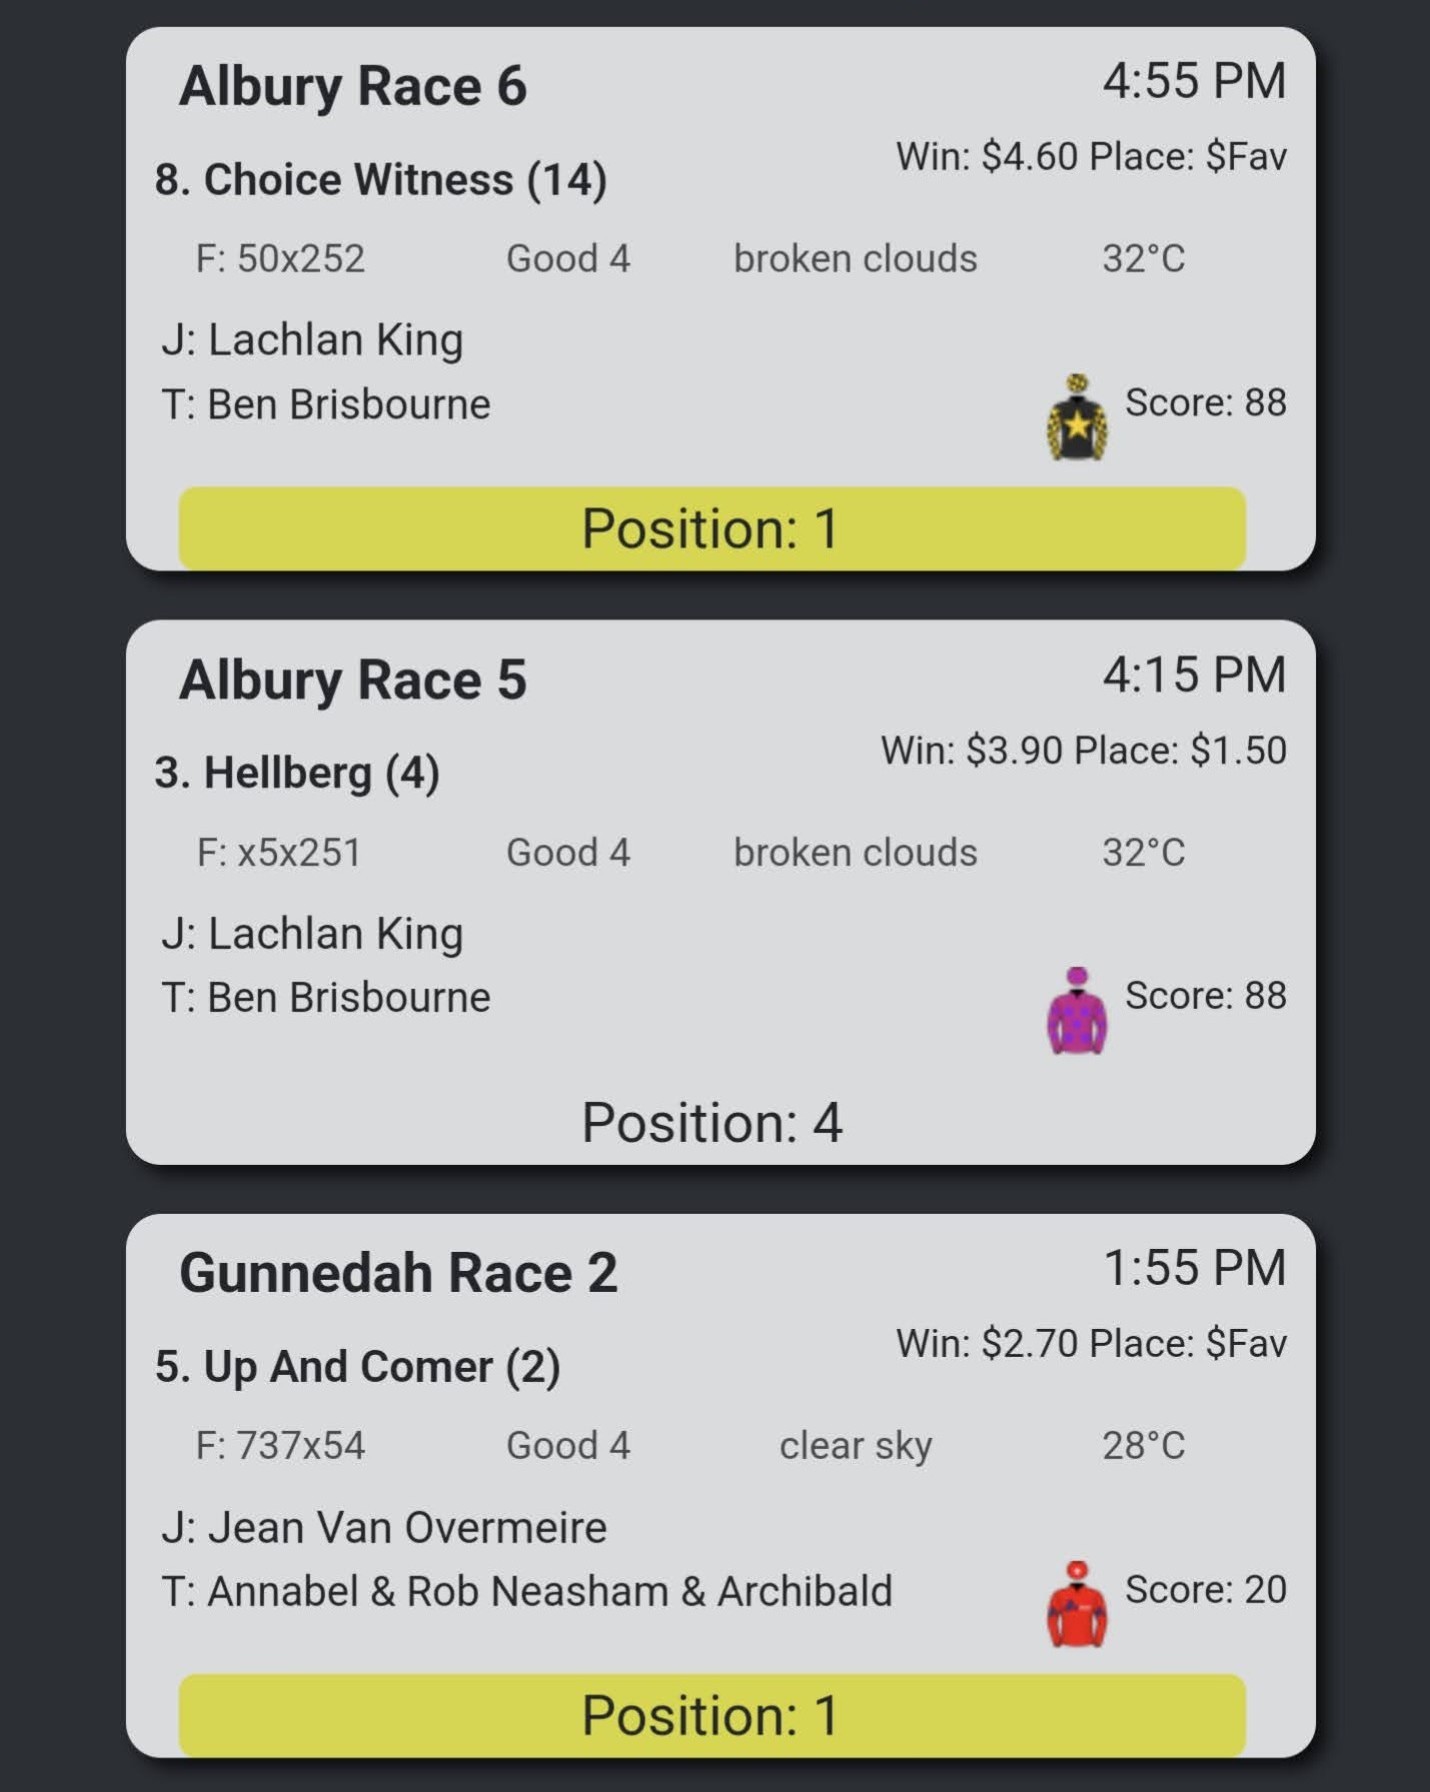 Albury Race 6
4:55 PM
Win: $4.60 Place: $Fav
8. Choice Witness (14)
F: 50x252 Good 4 broken clouds 32°C
J: Lachlan King
T: Ben Brisbourne
Score: 88
Position: 1
Albury Race 5
4:15 PM
Win: $3.90 Place: $1.50
3. Hellberg (4)
F: x5x251 Good 4 broken clouds 32°C
J: Lachlan King
T: Ben Brisbourne
Score: 88
Position: 4
Gunnedah Race 2
1:55 PM
Win: $2.70 Place: $Fav
5. Up And Comer (2)
F: 737x54 Good 4 clear sky 28°C
J: Jean Van Overmeire
T: Annabel & Rob Neasham & Archibald
Score: 20
Position: 1